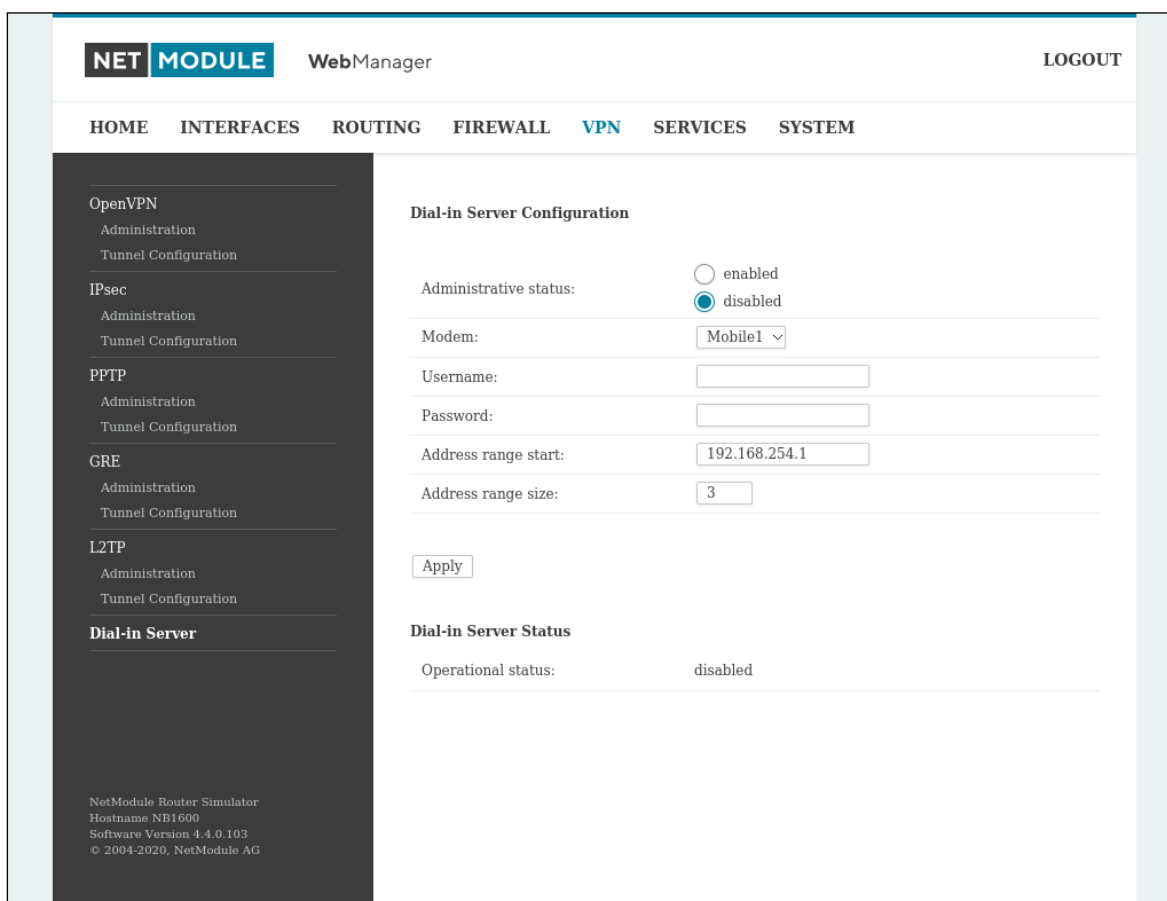 NET MODULE WebManager LOGOUT
HOME INTERFACES ROUTING FIREWALL VPN SERVICES SYSTEM
OpenVPN
Administration
Tunnel Configuration
IPsec
Administration
Tunnel Configuration
PPTP
Administration
Tunnel Configuration
GRE
Administration
Tunnel Configuration
L2TP
Administration
Tunnel Configuration
Dial-in Server
NetModule Router Simulator
Hostname NB1600
Software Version 4.4.0.103
© 2004-2020, NetModule AG
Dial-in Server Configuration
Administrative status:
enabled
disabled
Modem: Mobile1
Username:
Password:
Address range start: 192.168.254.1
Address range size: 3
Apply
Dial-in Server Status
Operational status: disabled